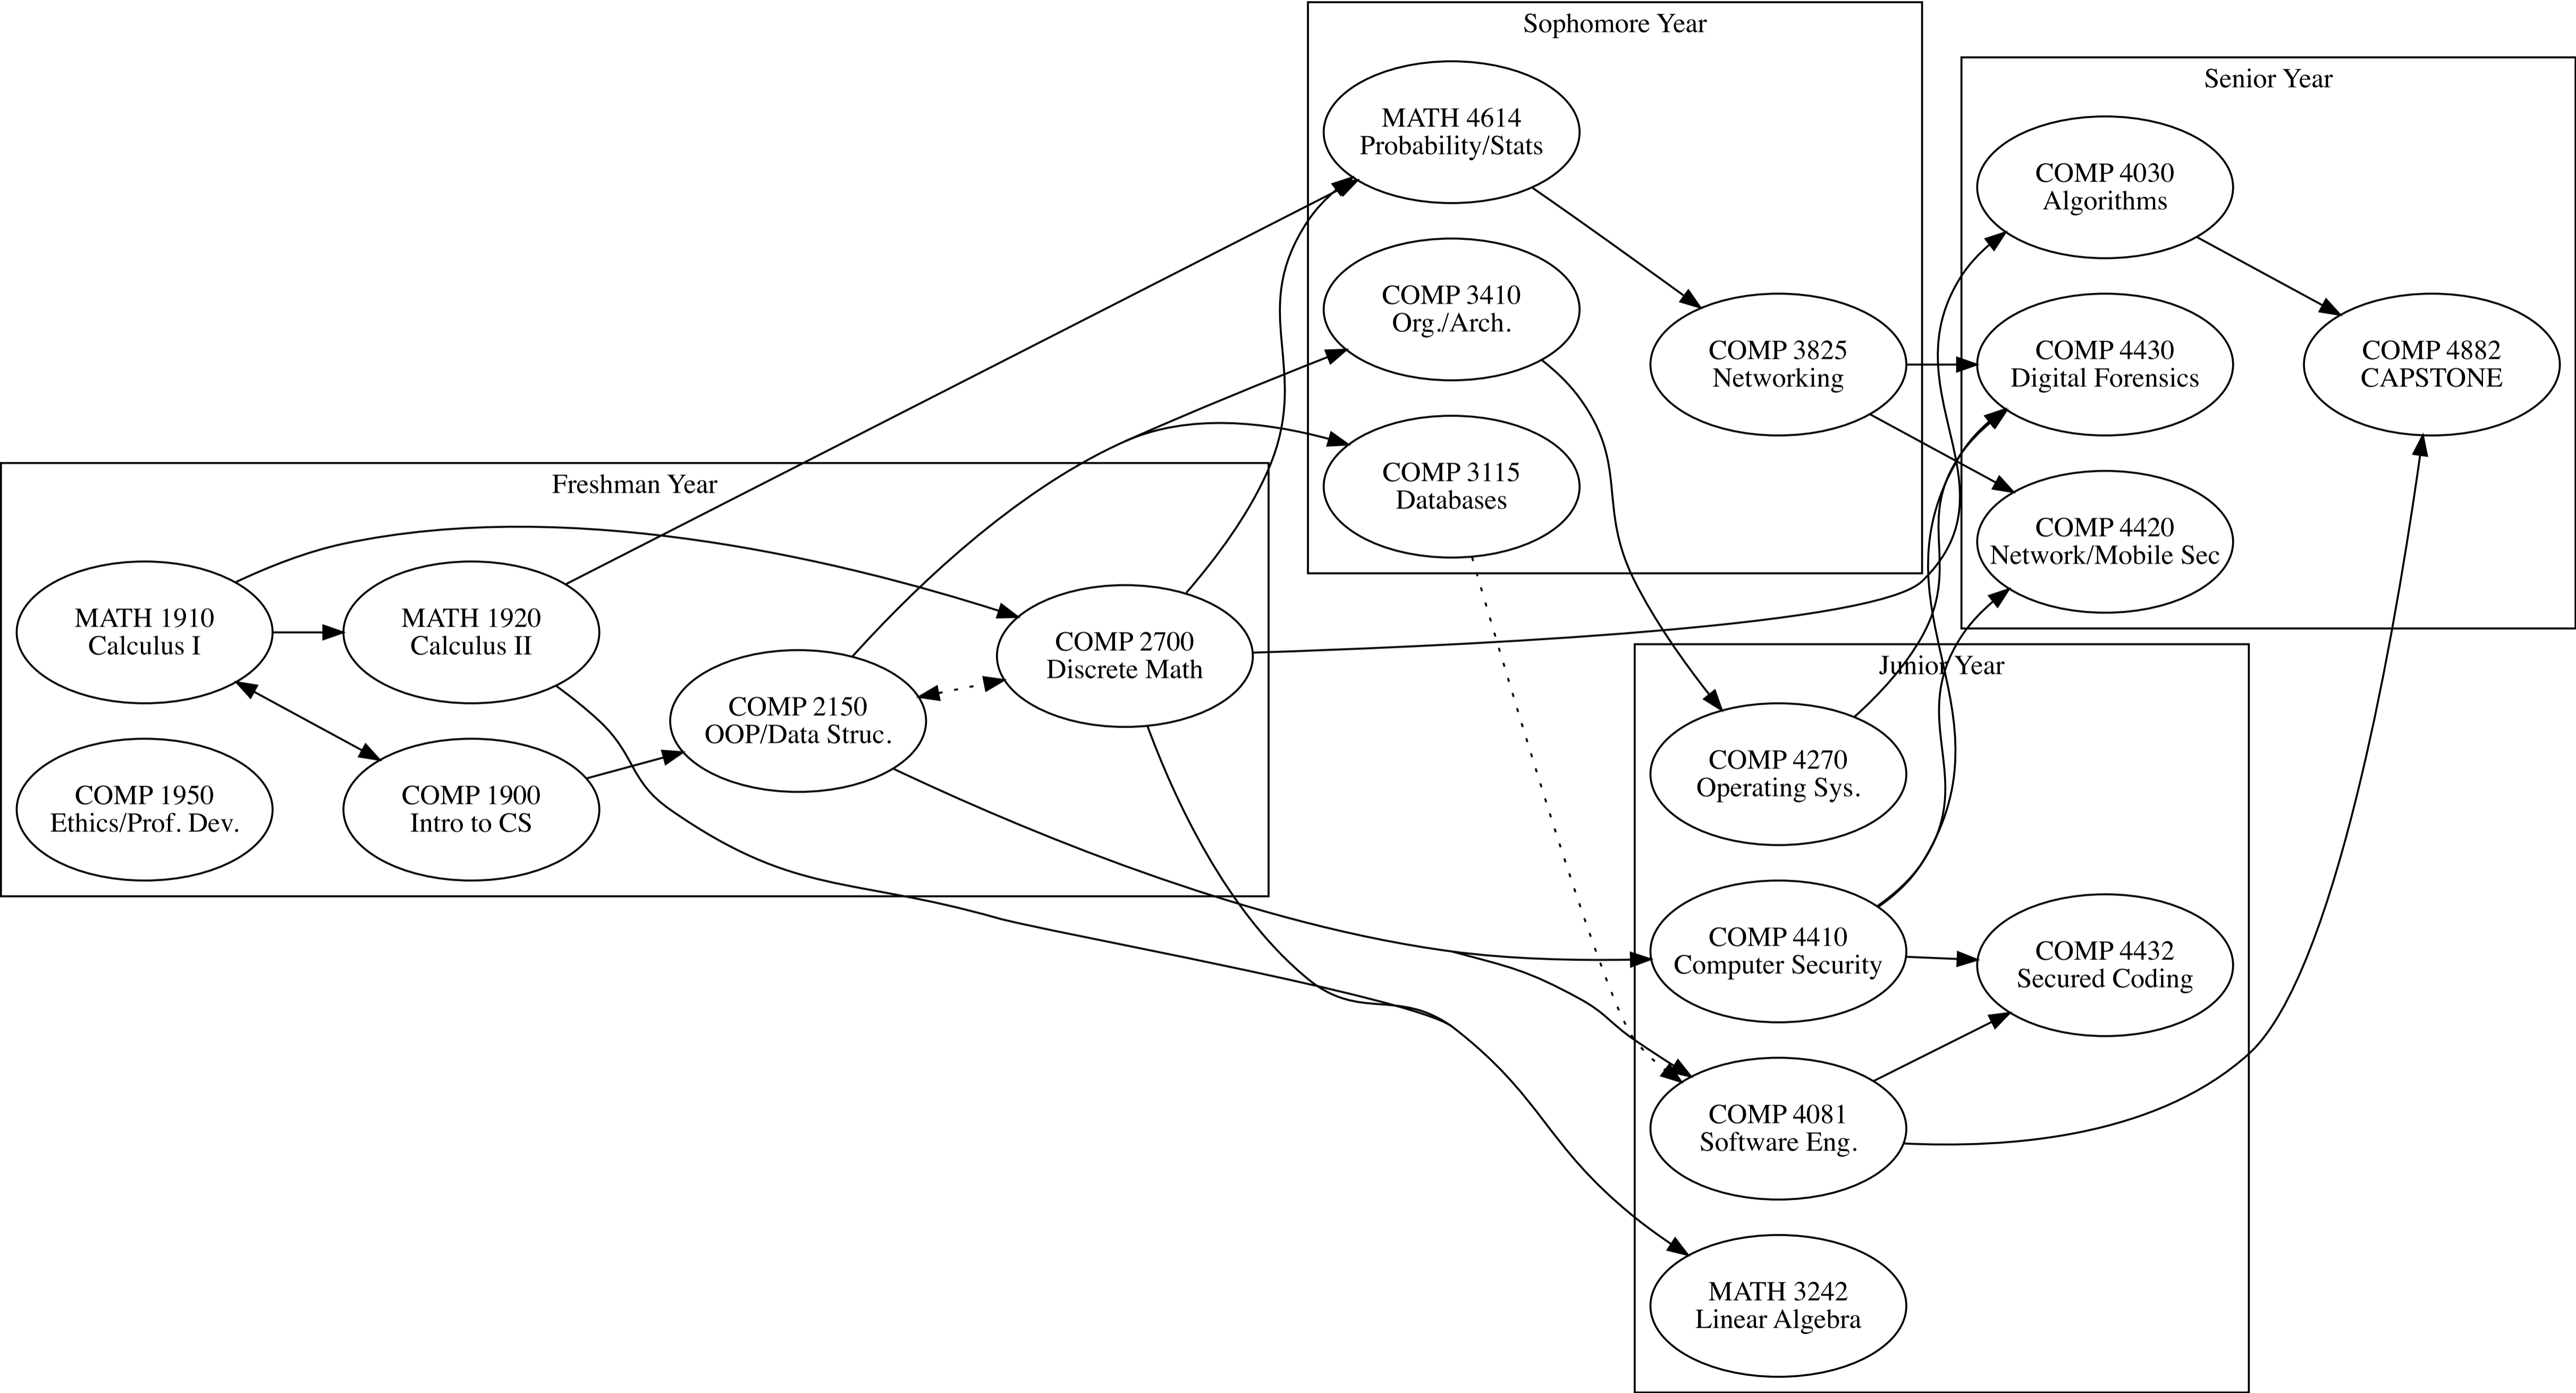 Sophomore Year
MATH 4614
Probability/Stats
COMP 3410
Org./Arch.
COMP 3115
Databases
COMP 3825
Networking
Senior Year
COMP 4030
Algorithms
COMP 4430
Digital Forensics
COMP 4420
Network/Mobile Sec
COMP 4882
CAPSTONE
Freshman Year
MATH 1910
Calculus I
MATH 1920
Calculus II
COMP 1950
Ethics/Prof. Dev.
COMP 1900
Intro to CS
COMP 2150
OOP/Data Struc.
COMP 2700
Discrete Math
Junior Year
COMP 4270
Operating Sys.
COMP 4410
Computer Security
COMP 4432
Secured Coding
COMP 4081
Software Eng.
MATH 3242
Linear Algebra